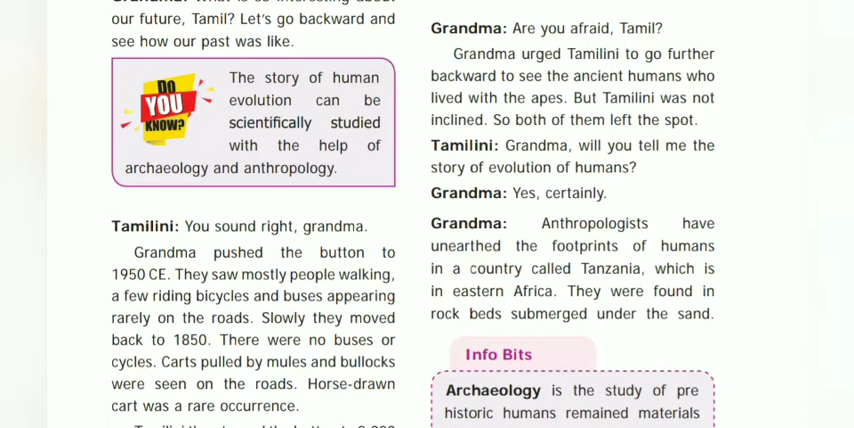 our future, Tamil? Let's go backward and
see how our past was like.
DO
YOU
KNOW?
The story of human
evolution can be
scientifically studied
with the help of
archaeology and anthropology.
Tamilini: You sound right, grandma.
Grandma pushed the button to
1950 CE. They saw mostly people walking,
a few riding bicycles and buses appearing
rarely on the roads. Slowly they moved
back to 1850. There were no buses or
cycles. Carts pulled by mules and bullocks
were seen on the roads. Horse-drawn
cart was a rare occurrence.
Grandma: Are you afraid, Tamil?
Grandma urged Tamilini to go further
backward to see the ancient humans who
lived with the apes. But Tamilini was not
inclined. So both of them left the spot.
Tamilini: Grandma, will you tell me the
story of evolution of humans?
Grandma: Yes, certainly.
Grandma: Anthropologists have
unearthed the footprints of humans
in a country called Tanzania, which is
in eastern Africa. They were found in
rock beds submerged under the sand.
Info Bits
Archaeology is the study of pre
historic humans remained materials